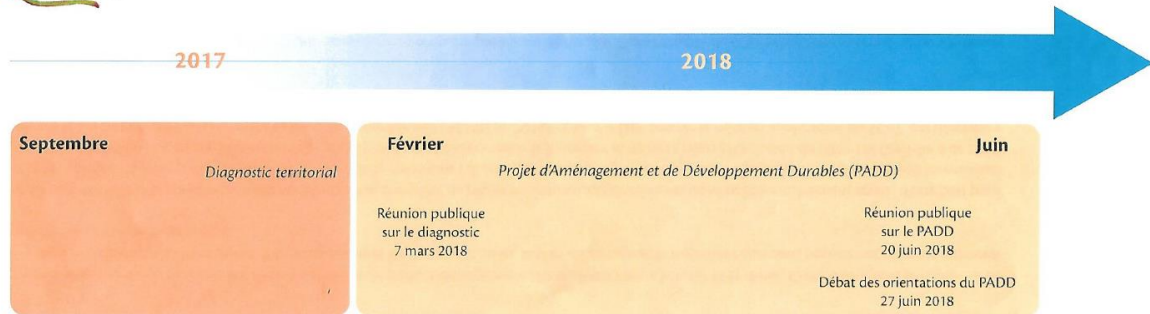 2017
2018
Septembre
Diagnostic territorial
Février
Juin
Projet d'Aménagement et de Développement Durables (PADD)
Réunion publique
sur le diagnostic
7 mars 2018
Réunion publique
sur le PADD
20 juin 2018
Débat des orientations du PADD
27 juin 2018